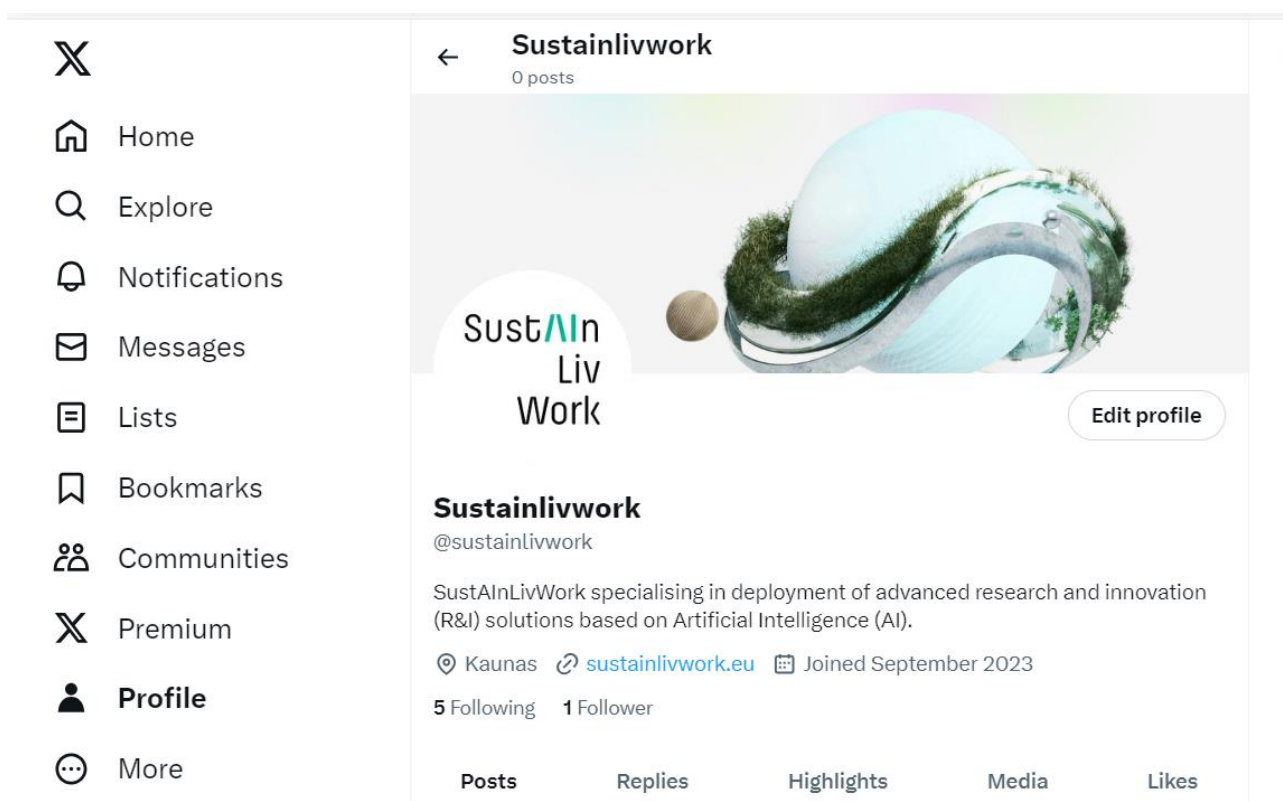 Home
Explore
Notifications
Messages
Lists
Bookmarks
Communities
Premium
Profile
More
Sustainlivwork
0 posts
SustAIn
Liv
Work
Edit profile
Sustainlivwork
@sustainlivwork
SustAInLivWork specialising in deployment of advanced research and innovation
(R&I) solutions based on Artificial Intelligence (AI).
Kaunas sustainlivwork.eu Joined September 2023
5 Following 1 Follower
Posts Replies Highlights Media Likes